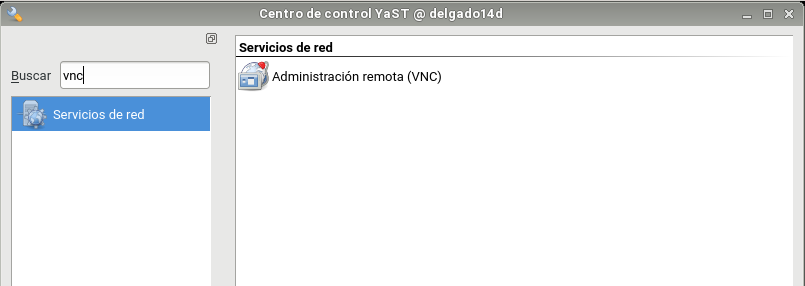 Centro de control YaST @ delgado14d
Buscar vnc
Servicios de red
Servicios de red
Administración remota (VNC)